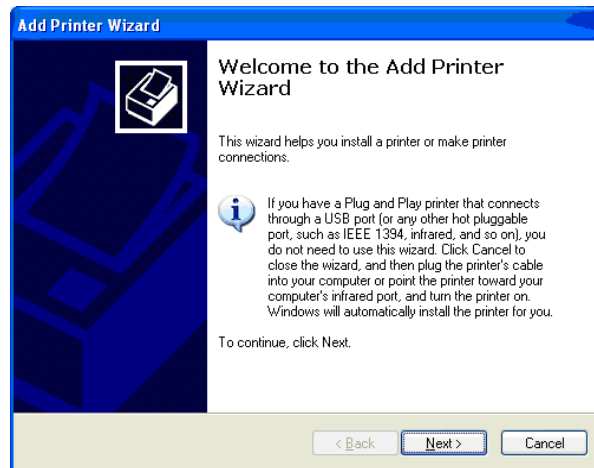 Add Printer Wizard
Welcome to the Add Printer
Wizard
This wizard helps you install a printer or make printer
connections.
If you have a Plug and Play printer that connects
through a USB port (or any other hot pluggable
port, such as IEEE 1394, infrared, and so on), you
do not need to use this wizard. Click Cancel to
close the wizard, and then plug the printer's cable
into your computer or point the printer toward your
computer's infrared port, and turn the printer on.
Windows will automatically install the printer for you.
To continue, click Next.
< Back Next > Cancel